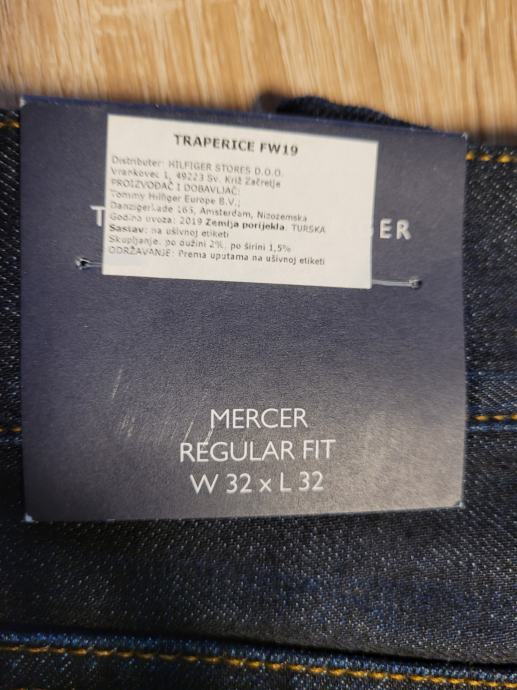 TRAPERICE FW19
Distributer: HILFIGER STORES D.O.O.
Vrankovec 1, 49223 Sv. Križ Začretje
PROIZVOĐAČ I DOBAVLJAČ:
Tommy Hilfiger Europe B.V.;
Danzigerkade 165, Amsterdam, Nizozemska
Godina uvoza: 2019 Zemlja porijekla: TURSKA
Sastav: na ušivnoj etiketi
Skupljanje: po dužini 2%, po širini 1,5%
ODRŽAVANJE: Prema uputama na ušivnoj etiketi
T GER
MERCER
REGULAR FIT
W 32 x L 32